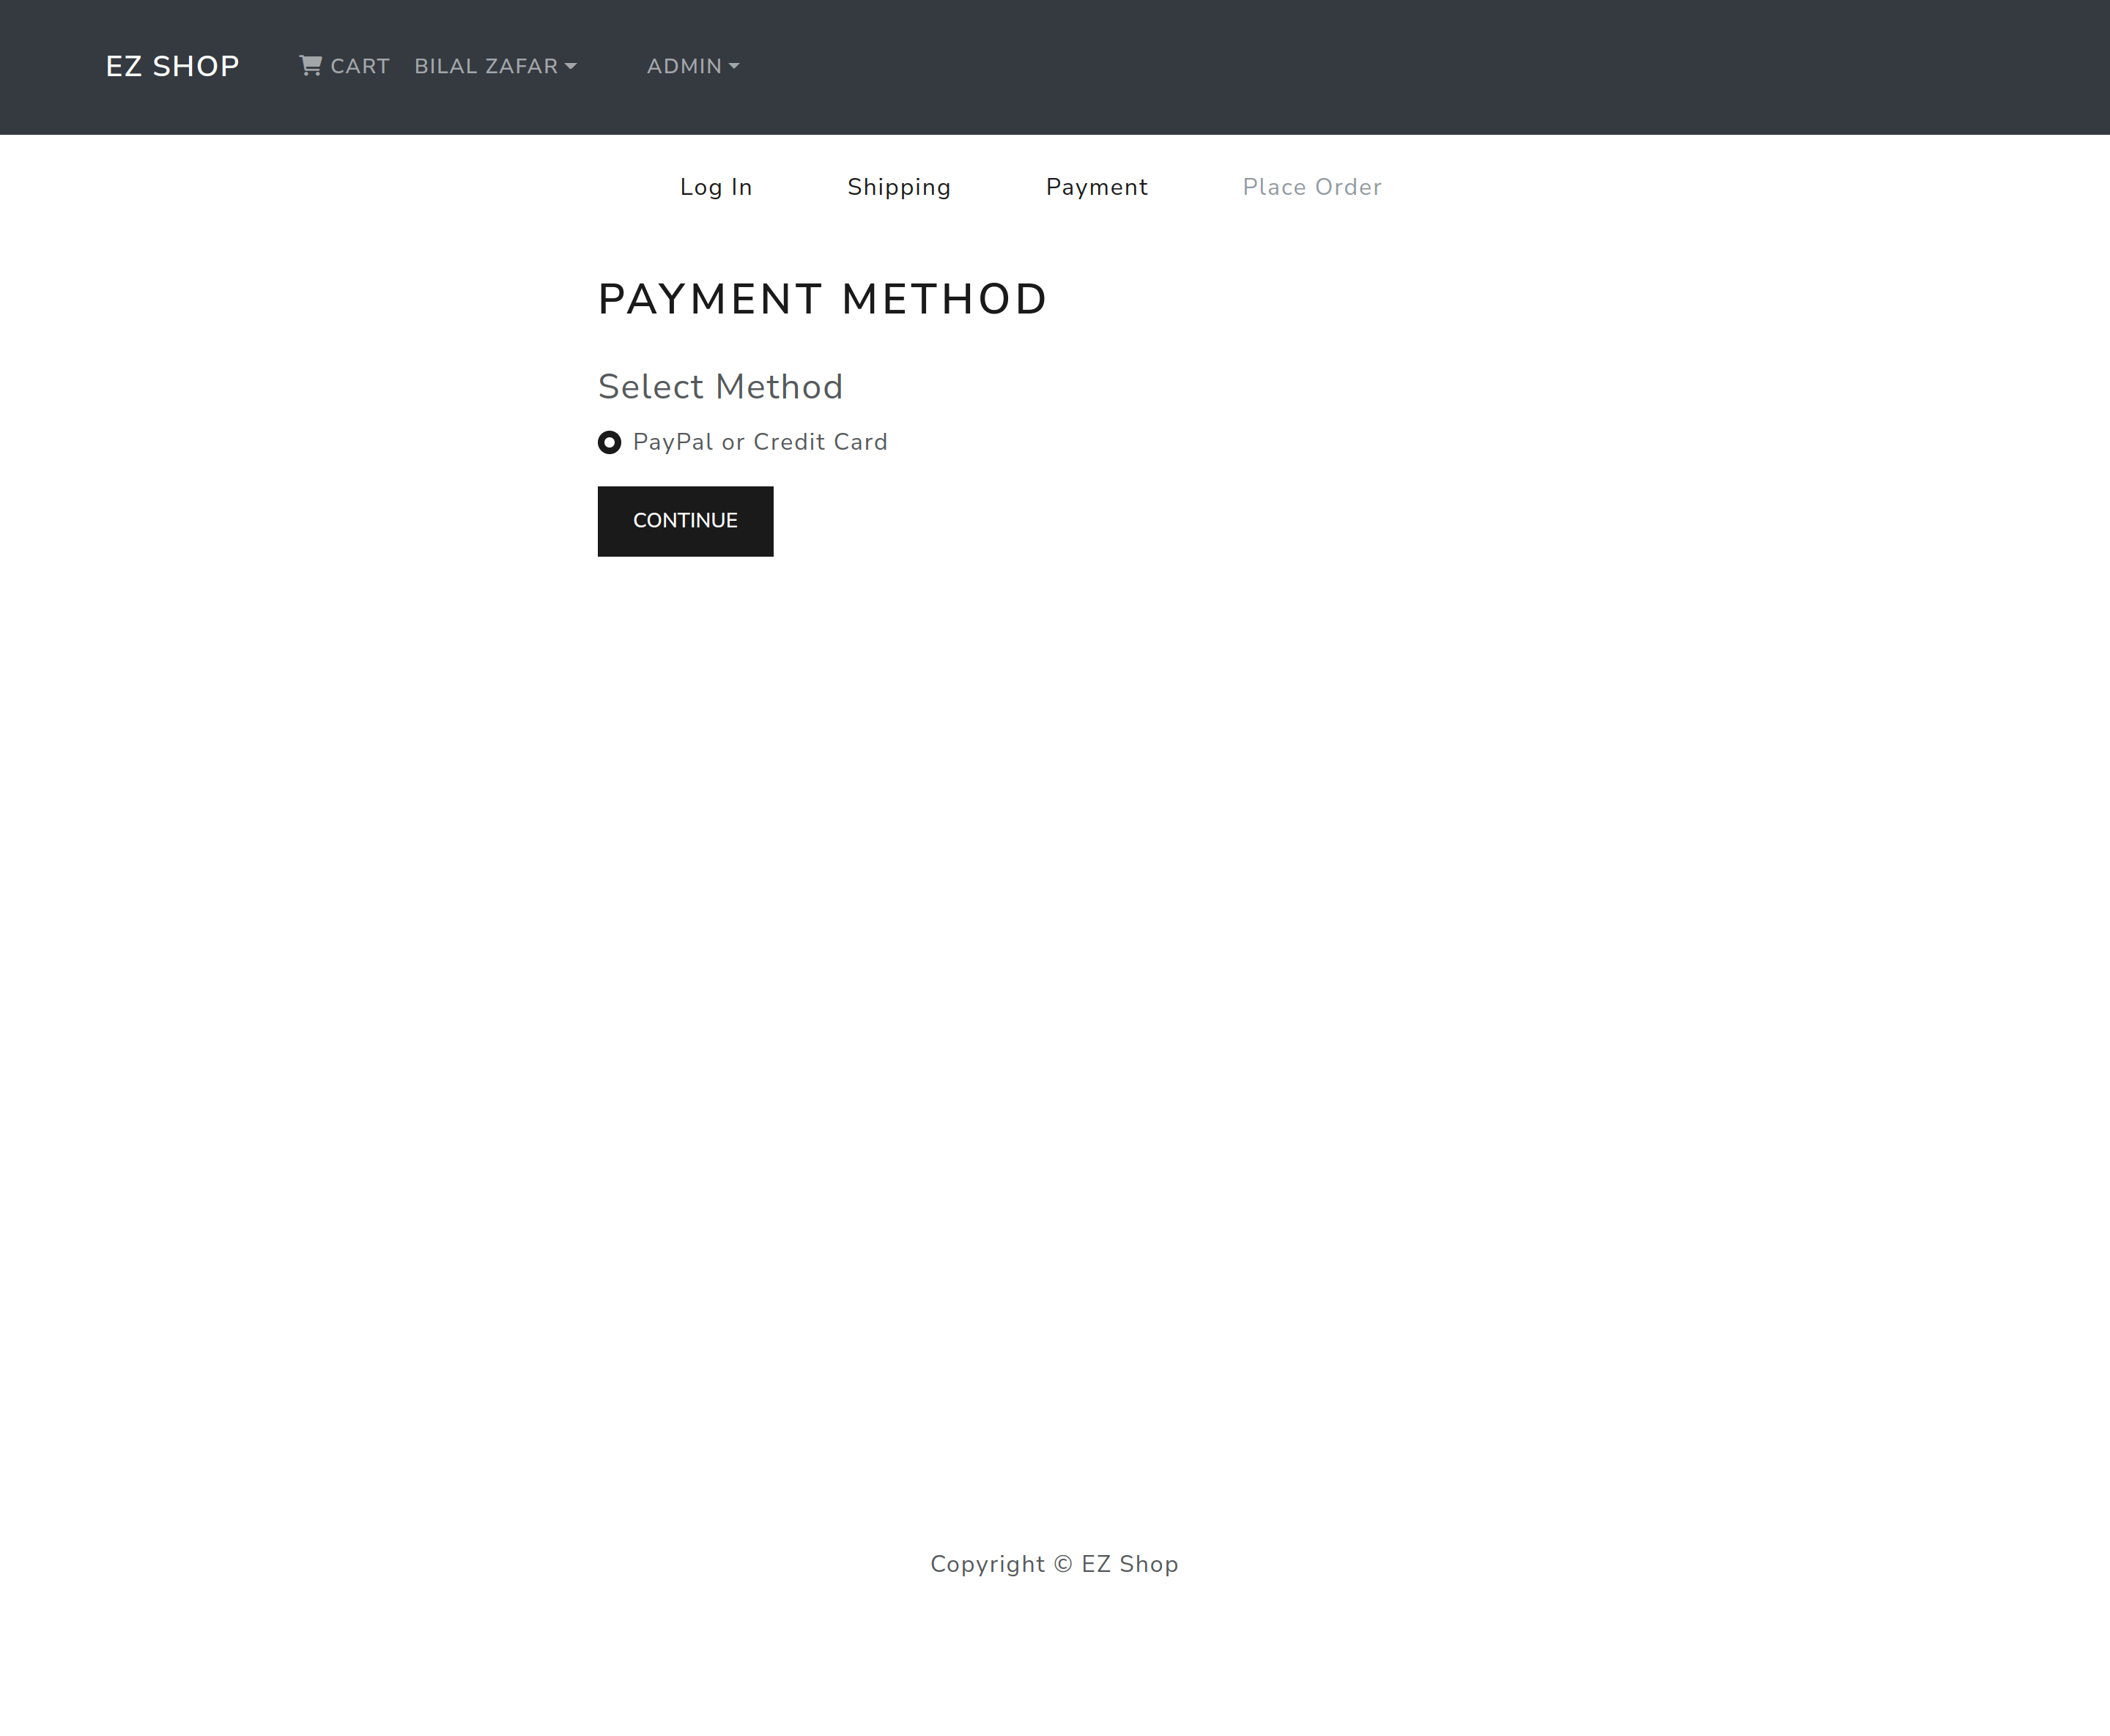 EZ SHOP CART BILAL ZAFAR ADMIN
Log In Shipping Payment Place Order
PAYMENT METHOD
Select Method
PayPal or Credit Card
CONTINUE
Copyright © EZ Shop